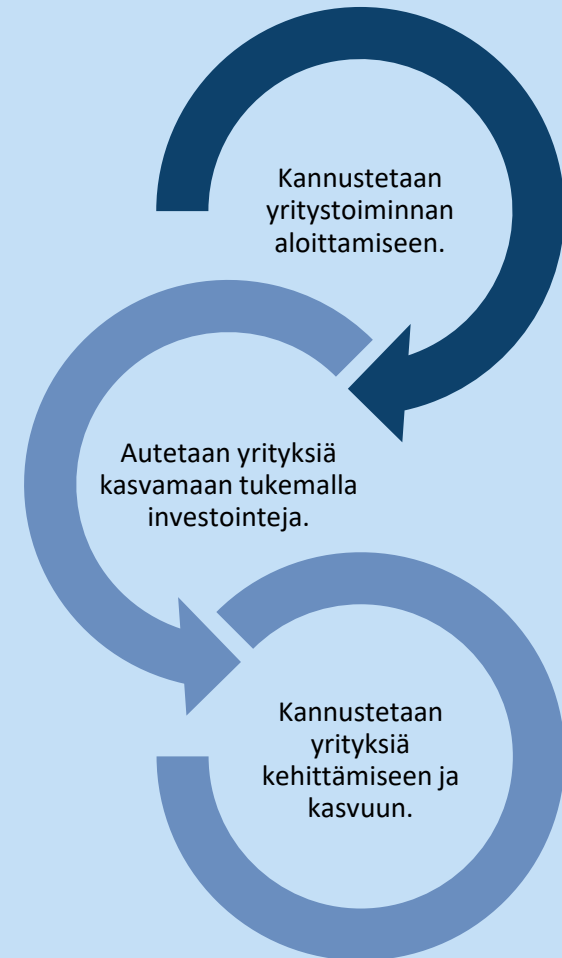 Kannustetaan
yritystoiminnan
aloittamiseen.
Autetaan yrityksiä
kasvamaan tukemalla
investointeja.
Kannustetaan
yrityksiä
kehittämiseen ja
kasvuun.